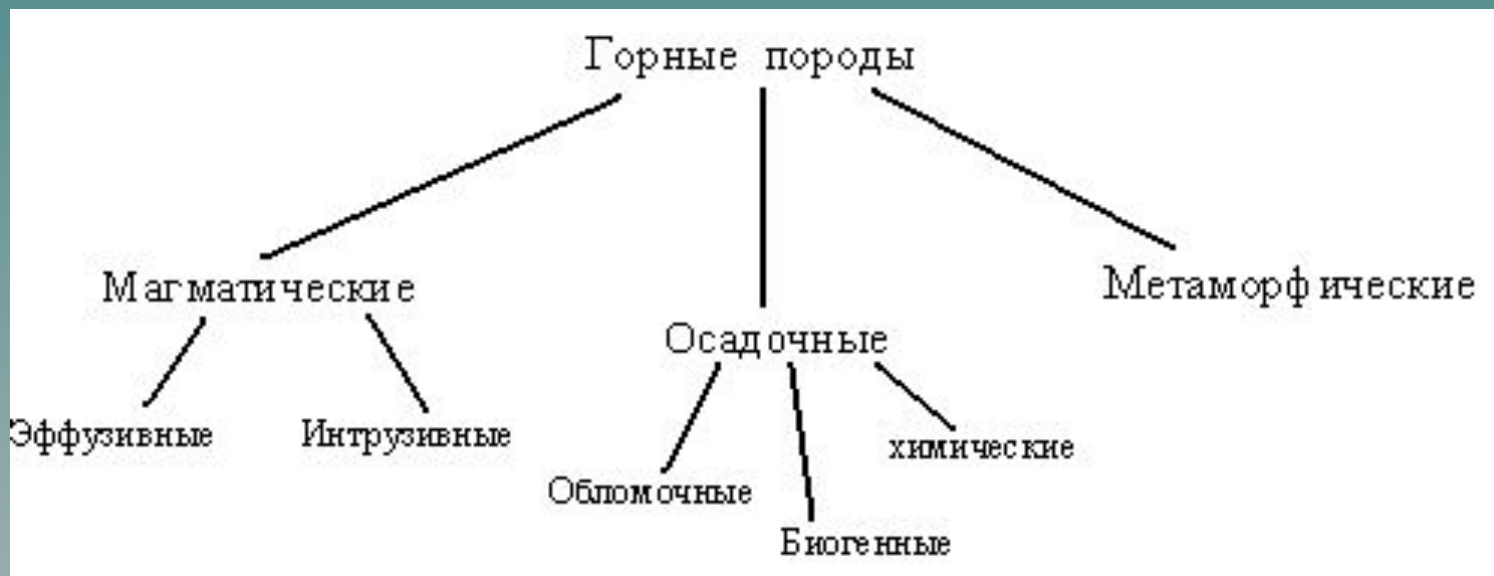 Горные породы
Магматические
Метаморфические
Осадочные
Эффузивные
Интрузивные
химические
Обломочные
Биогенные